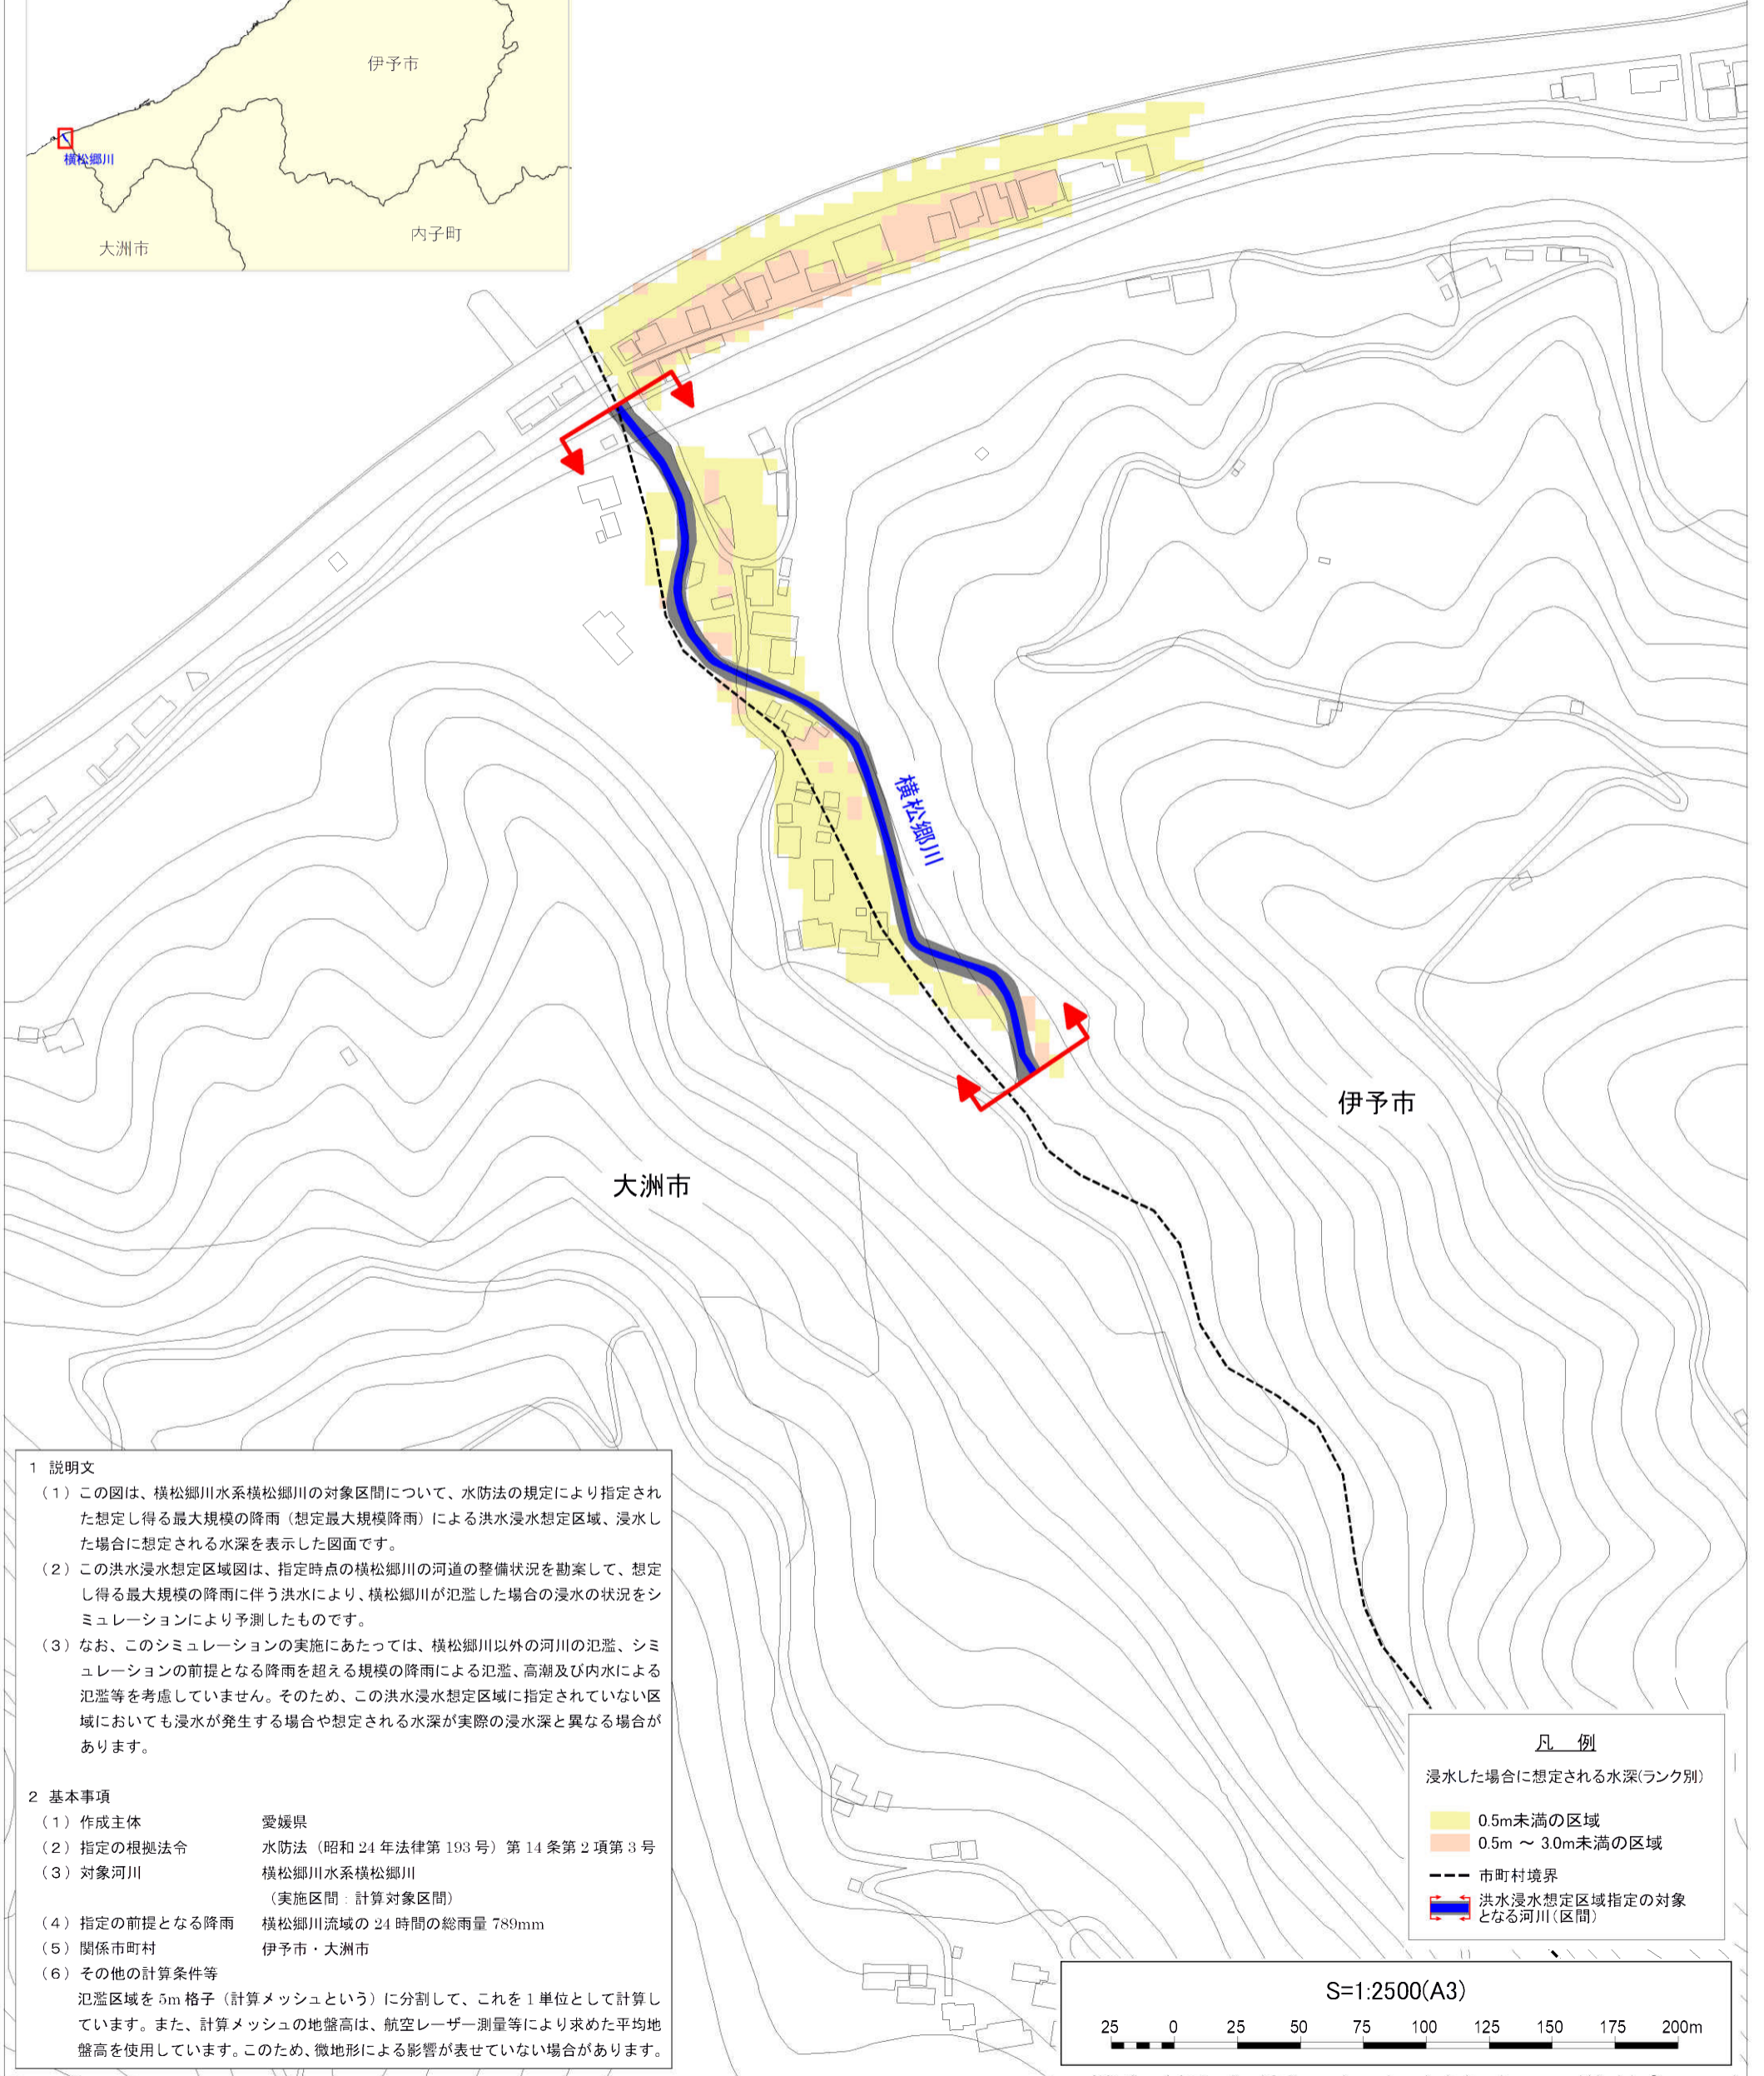 伊予市
横松郷川
大洲市
内子町
横松郷川
伊予市
大洲市
1 説明文
（1）この図は、横松郷川水系横松郷川の対象区間について、水防法の規定により指定され
た想定し得る最大規模の降雨（想定最大規模降雨）による洪水浸水想定区域、浸水し
た場合に想定される水深を表示した図面です。
（2）この洪水浸水想定区域図は、指定時点の横松郷川の河道の整備状況を勘案して、想定
し得る最大規模の降雨に伴う洪水により、横松郷川が氾濫した場合の浸水の状況をシ
ミュレーションにより予測したものです。
（3）なお、このシミュレーションの実施にあたっては、横松郷川以外の河川の氾濫、シミ
ュレーションの前提となる降雨を超える規模の降雨による氾濫、高潮及び内水による
氾濫等を考慮していません。そのため、この洪水浸水想定区域に指定されていない区
域においても浸水が発生する場合や想定される水深が実際の浸水深と異なる場合が
あります。
2 基本事項
（1）作成主体 愛媛県
（2）指定の根拠法令 水防法（昭和 24 年法律第 193 号）第 14 条第 2 項第 3 号
（3）対象河川 横松郷川水系横松郷川
（実施区間：計算対象区間）
（4）指定の前提となる降雨 横松郷川流域の 24 時間の総雨量 789mm
（5）関係市町村 伊予市・大洲市
（6）その他の計算条件等
氾濫区域を 5m 格子（計算メッシュという）に分割して、これを 1 単位として計算し
ています。また、計算メッシュの地盤高は、航空レーザー測量等により求めた平均地
盤高を使用しています。このため、微地形による影響が表せていない場合があります。
凡 例
浸水した場合に想定される水深(ランク別)
0.5m未満の区域
0.5m ～ 3.0m未満の区域
市町村境界
洪水浸水想定区域指定の対象
となる河川（区間）
S=1:2500(A3)
25 0 25 50 75 100 125 150 175 200m